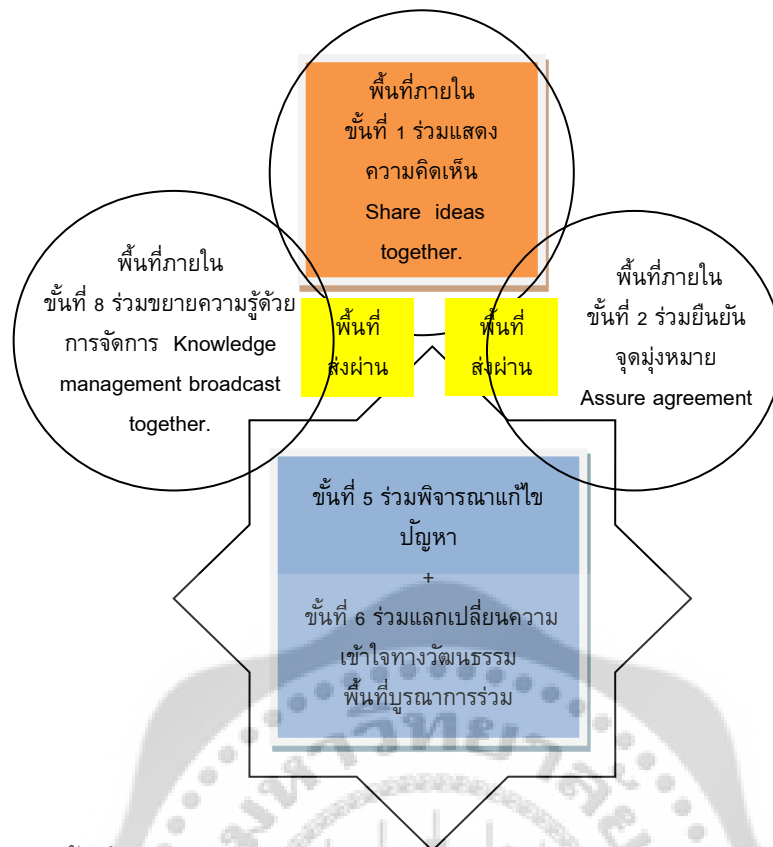 พื้นที่ภายใน
ขั้นที่ 1 ร่วมแสดง
ความคิดเห็น
Share ideas
together.
พื้นที่ภายใน
ขั้นที่ 8 ร่วมขยายความรู้ด้วย
การจัดการ Knowledge
management broadcast
together.
พื้นที่
ส่งผ่าน
พื้นที่
ส่งผ่าน
พื้นที่ภายใน
ขั้นที่ 2 ร่วมยืนยัน
จุดมุ่งหมาย
Assure agreement
ขั้นที่ 5 ร่วมพิจารณาแก้ไข
ปัญหา
+
ขั้นที่ 6 ร่วมแลกเปลี่ยนความ
เข้าใจทางวัฒนธรรม
พื้นที่บูรณาการร่วม